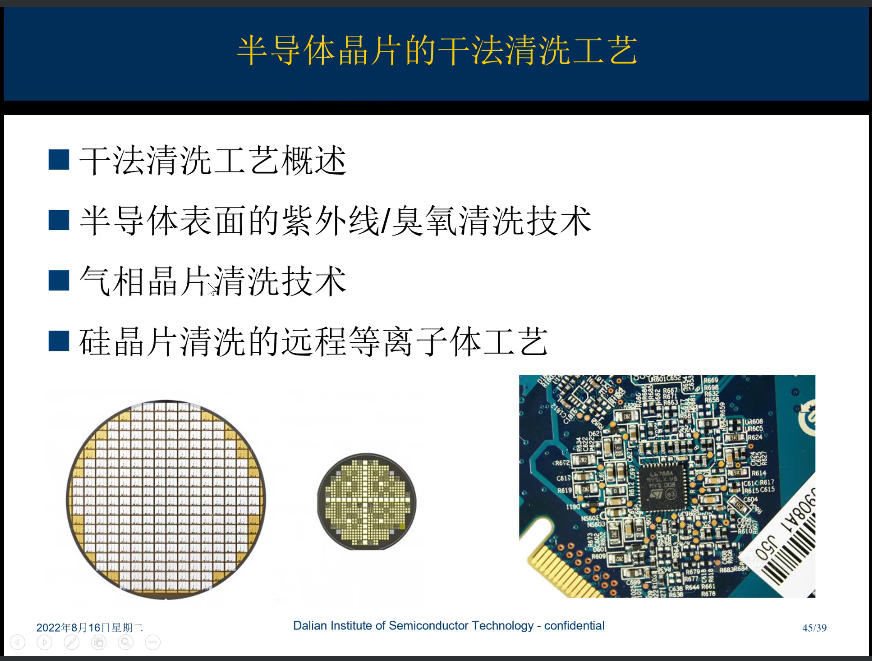 半导体晶片的干法清洗工艺
干法清洗工艺概述
半导体表面的紫外线/臭氧清洗技术
气相晶片清洗技术
硅晶片清洗的远程等离子体工艺
2022年8月16日星期二
Dalian Institute of Semiconductor Technology - confidential
45/39